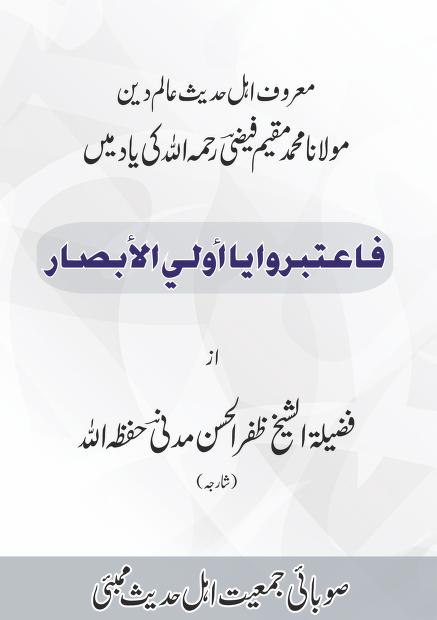 معروف اہل حدیث عالم دین
مولانا محمد مقیم فیضی رحمہ اللہ کی یاد میں
فاعتبروا يا أولي الأبصار
از
فضیلۃ الشیخ ظفر الحسن مدنی حفظہ اللہ
(شارجہ)
صوبائی جمعیت اہل حدیث ممبئی